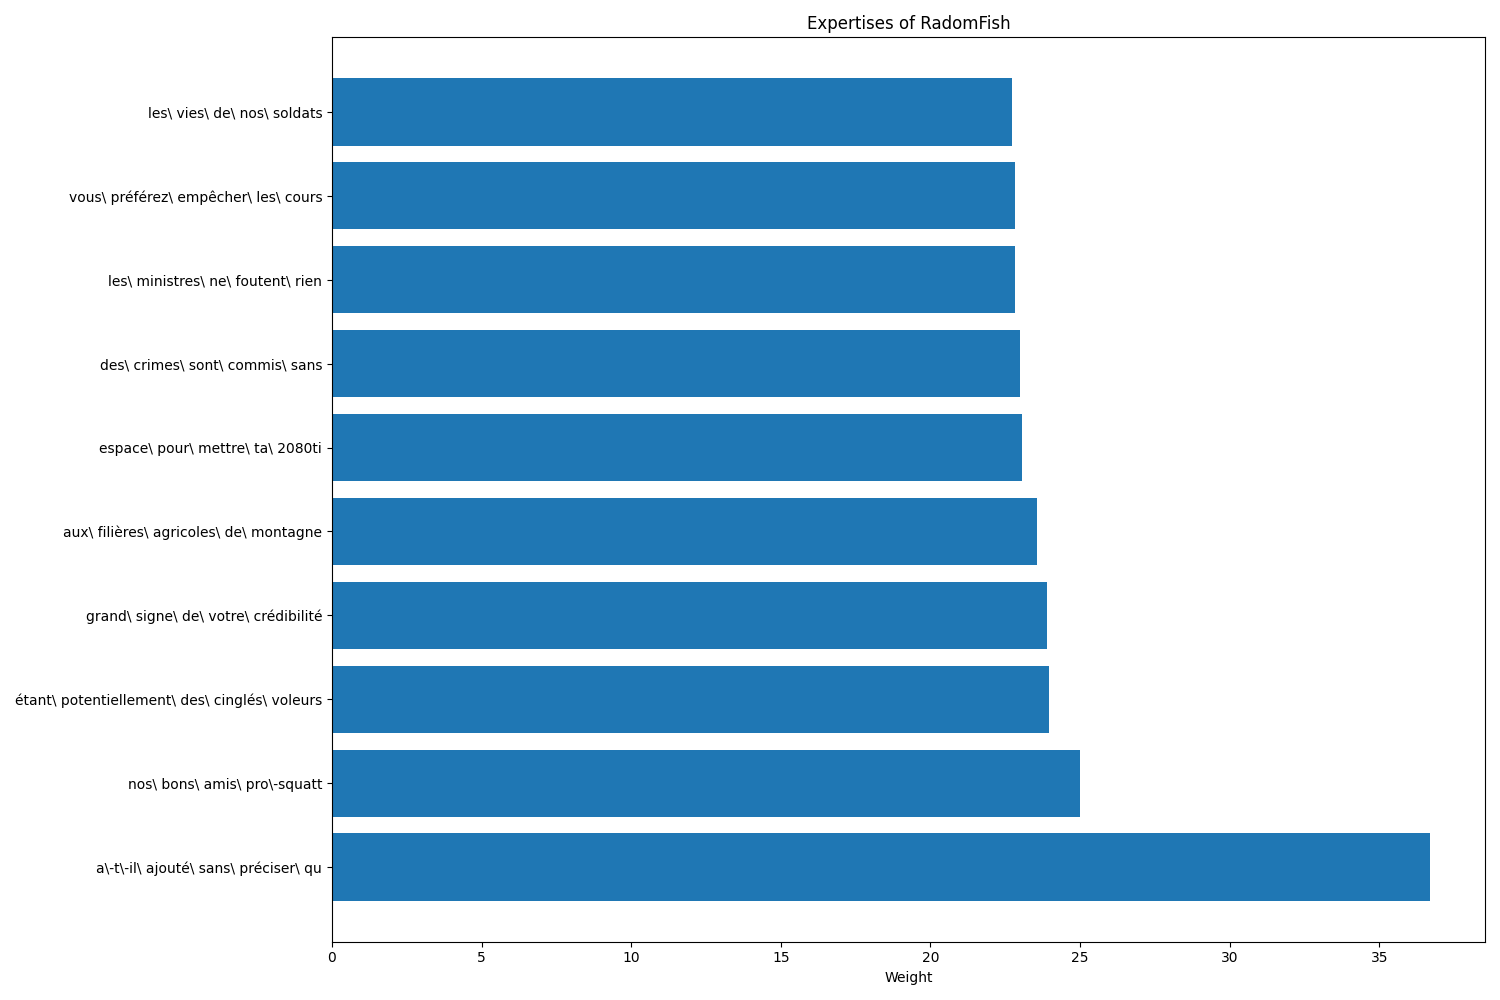 Expertises of RadomFish
les\ vies\ de\ nos\ soldats
vous\ préférez\ empêcher\ les\ cours
les\ ministres\ ne\ foutent\ rien
des\ crimes\ sont\ commis\ sans
espace\ pour\ mettre\ ta\ 2080ti
aux\ filières\ agricoles\ de\ montagne
grand\ signe\ de\ votre\ crédibilité
étant\ potentiellement\ des\ cinglés\ voleurs
nos\ bons\ amis\ pro\-squatt
a\-t\-il\ ajouté\ sans\ préciser\ qu
0 5 10 15 20 25 30 35
Weight